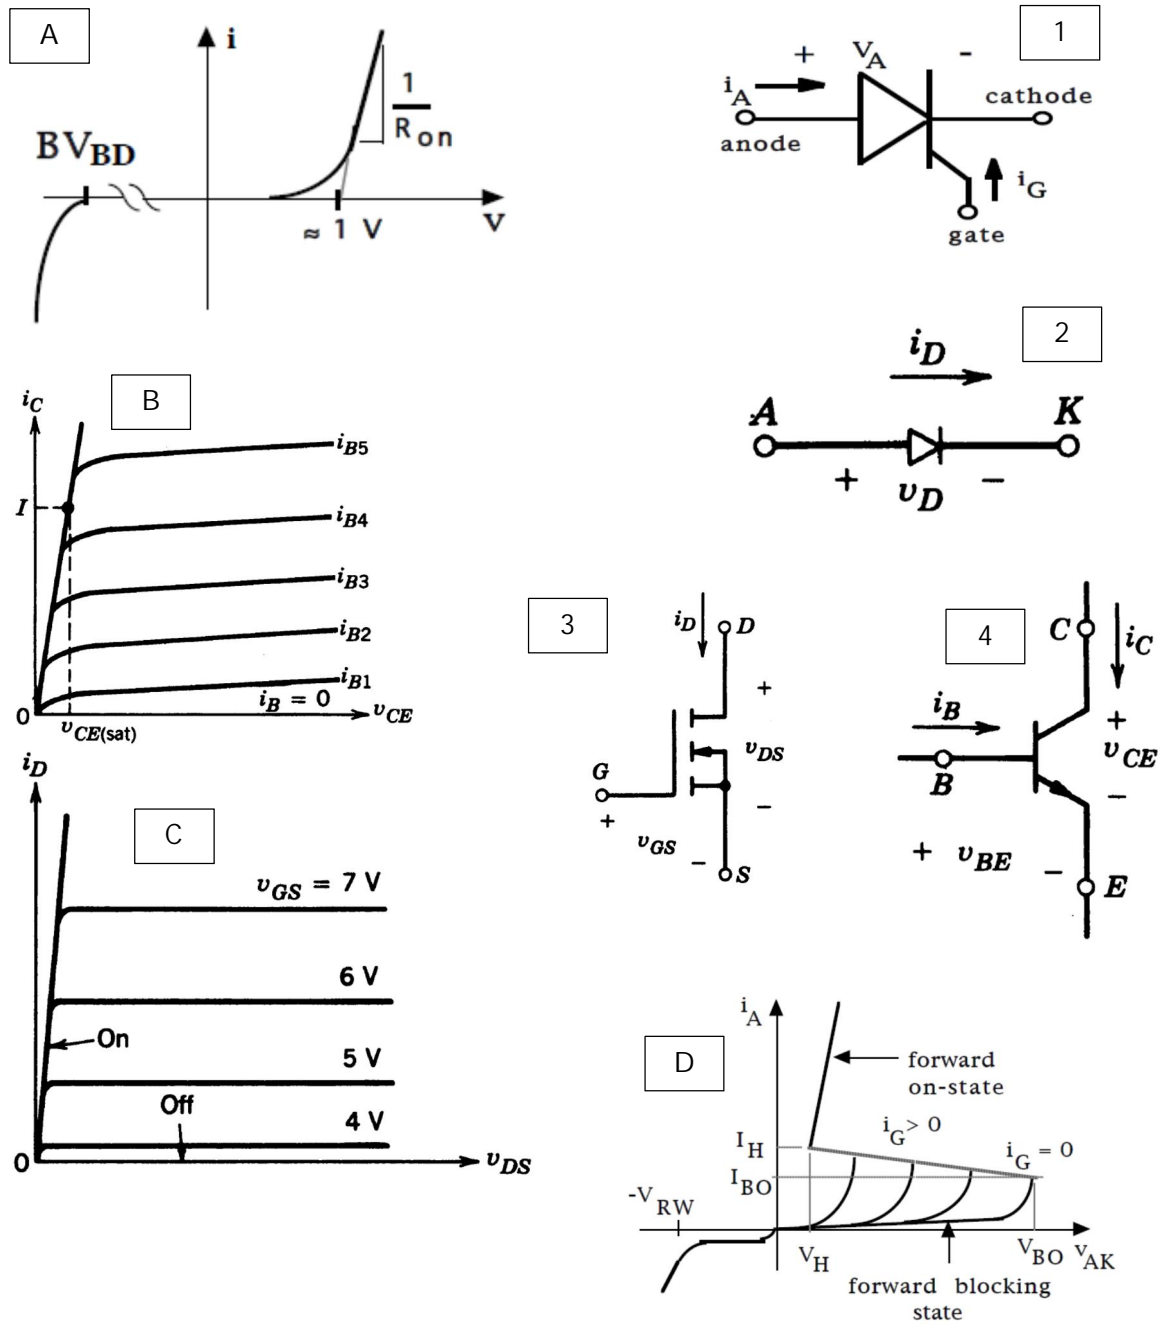 A
i
1
R on
BV BD
≈ 1 V
v
1
+ V A -
i A
anode
cathode
i G
gate
2
i D
A K
+ v D −
B
i C
i B5
I
i B4
i B3
i B2
i B1
i B = 0
0
v CE(sat)
v CE
3
i D
D
+
v DS
G
−
+
v GS
−
S
4
C
i C
i B
+
v CE
B
−
+ v BE −
E
C
i D
v GS = 7 V
6 V
On
5 V
Off
4 V
0
v DS
D
i A
forward
on-state
i G > 0
I H
i G = 0
I BO
-V RW
V H
V BO
v AK
forward blocking
state